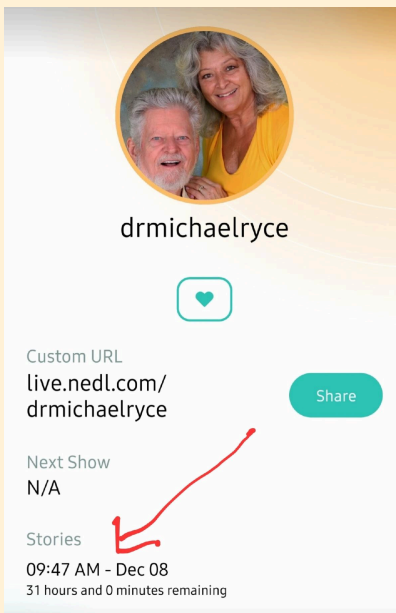 drmichaelryce
Custom URL
live.nedl.com/
drmichaelryce
Share
Next Show
N/A
Stories
09:47 AM - Dec 08
31 hours and 0 minutes remaining